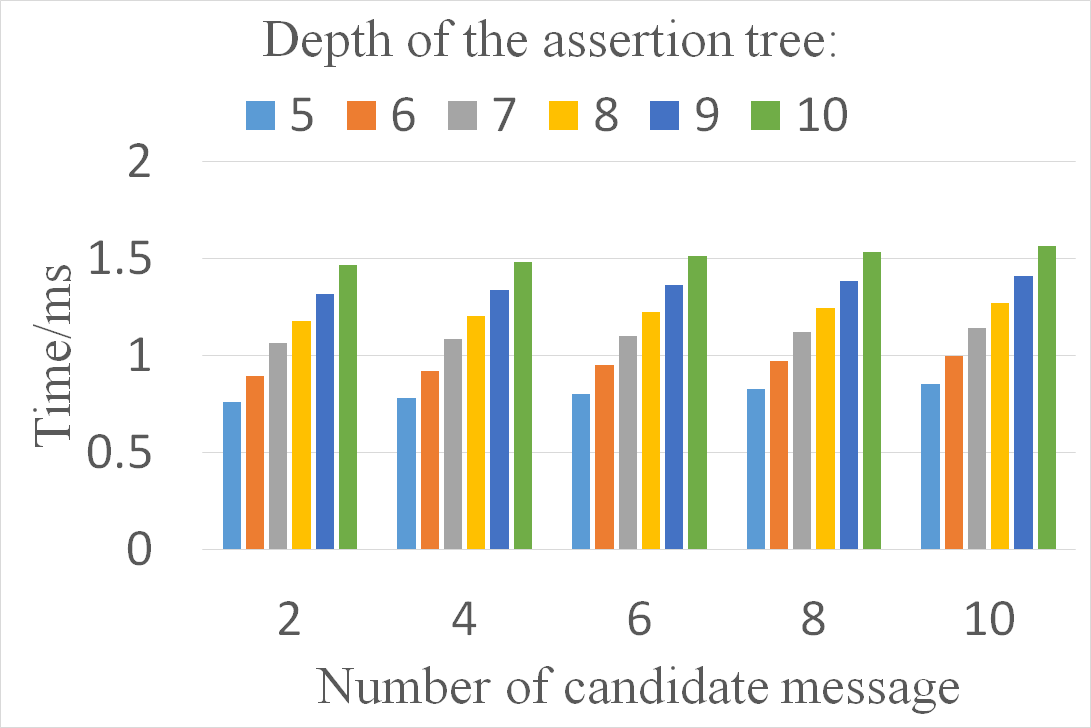 Depth of the assertion tree:
5 6 7 8 9 10
2
1.5
1
0.5
0
Time/ms
2 4 6 8 10
Number of candidate message